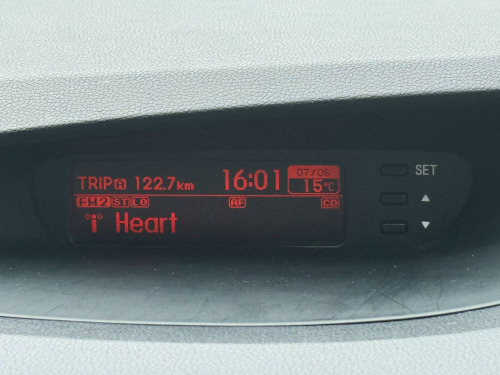 TRIP A 122.7km 16:01 07/06
15°C
FM2 ST LO AF CD
Heart
SET